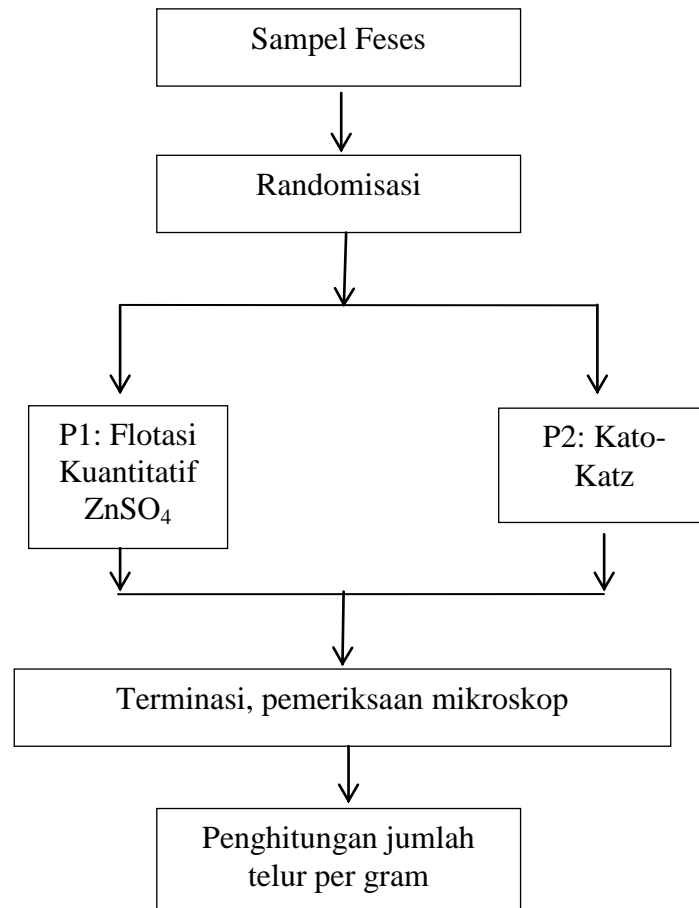 Sampel Feses
Randomisasi
P1: Flotasi
Kuantitatif
ZnSO₄
P2: Kato-
Katz
Terminasi, pemeriksaan mikroskop
Penghitungan jumlah
telur per gram